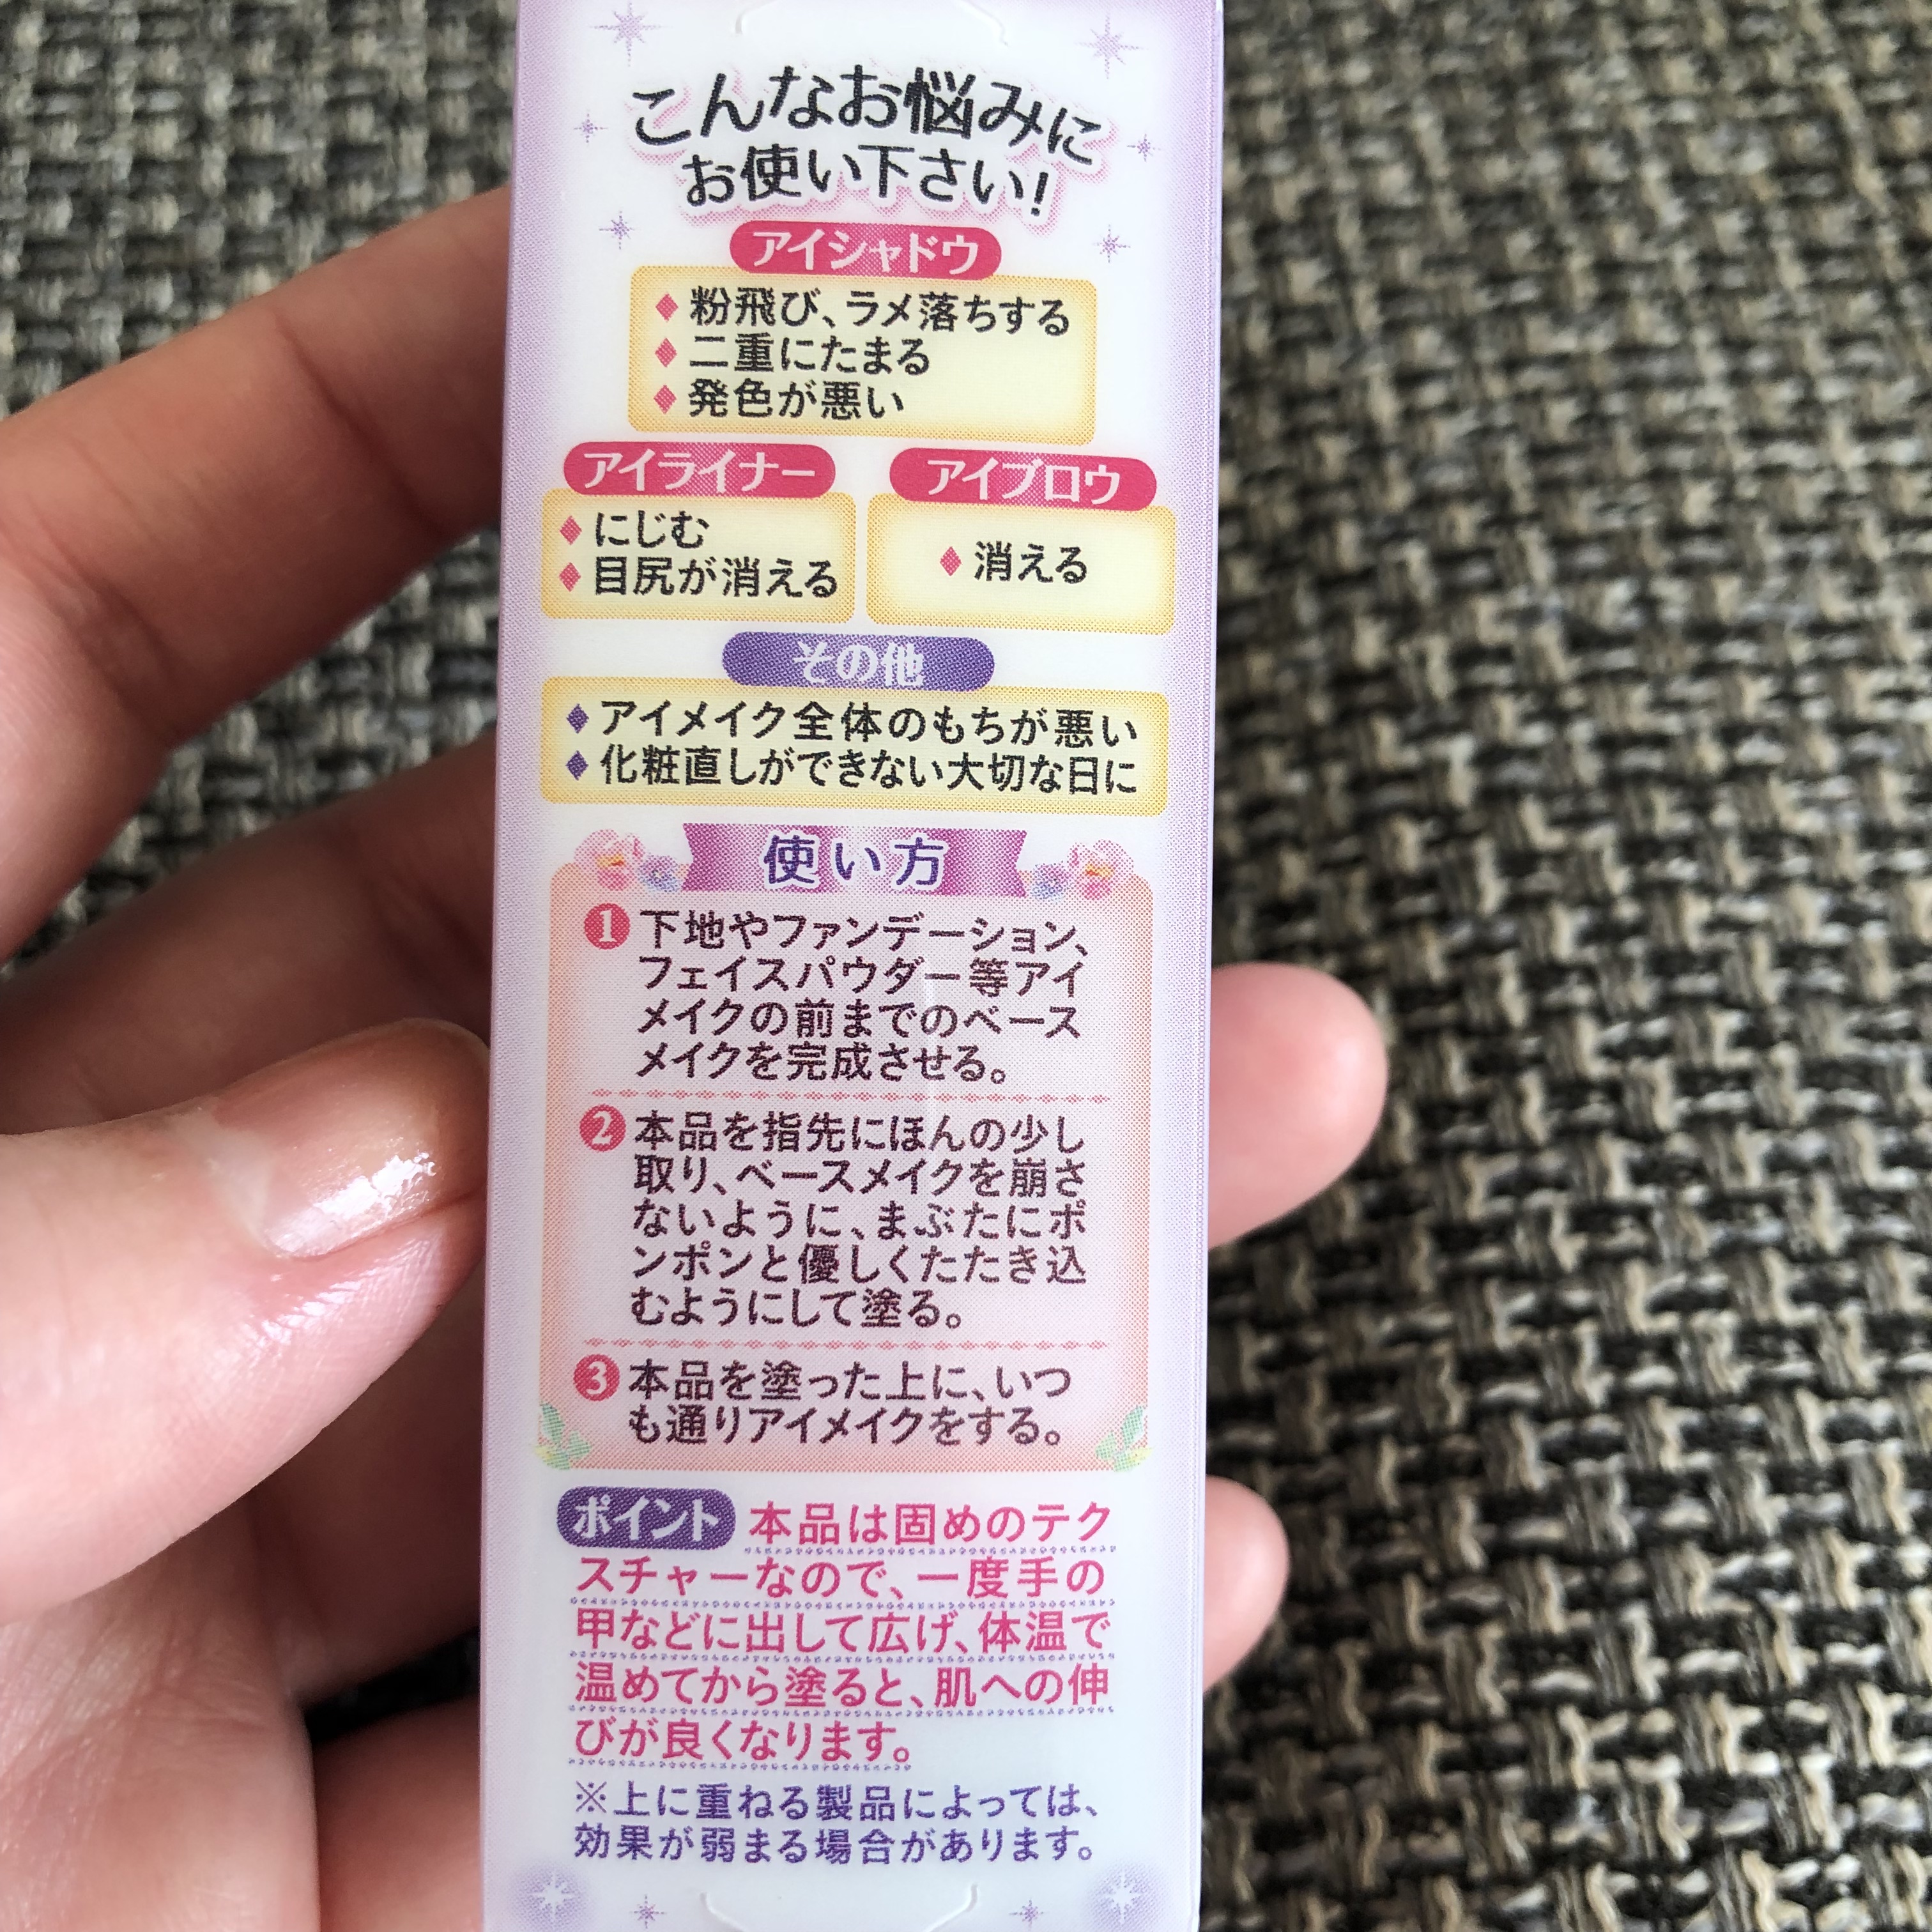 こんなお悩みに
お使い下さい!
アイシャドウ
♦粉飛び、ラメ落ちする
♦二重にたまる
♦発色が悪い
アイライナー
♦にじむ
♦目尻が消える
アイブロウ
♦消える
その他
♦アイメイク全体のもちが悪い
♦化粧直しができない大切な日に
使い方
❶下地やファンデーション、
フェイスパウダー等アイ
メイクの前までのベース
メイクを完成させる。
❷本品を指先にほんの少し
取り、ベースメイクを崩さ
ないように、まぶたにポ
ンポンと優しくたたき込
むようにして塗る。
❸本品を塗った上に、いつ
も通りアイメイクをする。
ポイント 本品は固めのテク
スチャーなので、一度手の
甲などに出して広げ、体温で
温めてから塗ると、肌への伸
びが良くなります。
※上に重ねる製品によっては、
効果が弱まる場合があります。